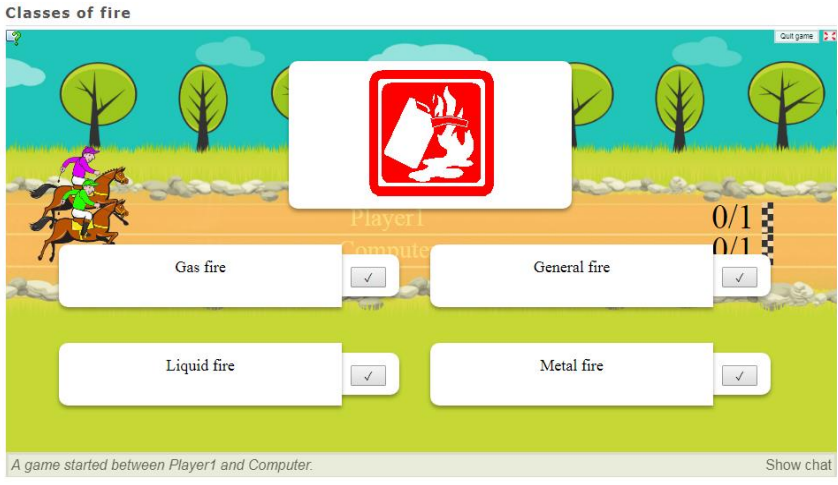 Classes of fire
Quit game
Player1 0/1
Computer 0/1
Gas fire
General fire
Liquid fire
Metal fire
A game started between Player1 and Computer.
Show chat